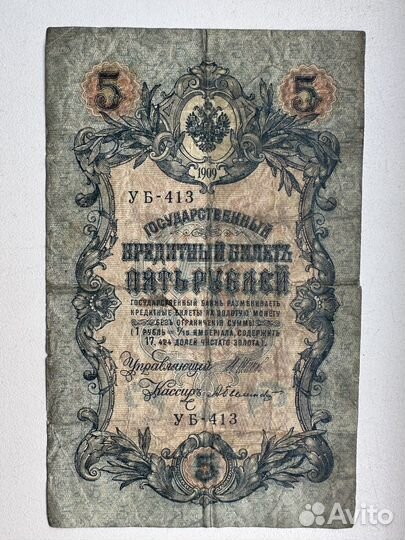 5 5
1909
УБ-413
ГОСУДАРСТВЕННЫЙ
КРЕДИТНЫЙ БИЛЕТЪ
ПЯТЬ РУБЛЕЙ
ГОСУДАРСТВЕННЫЙ БАНКЪ РАЗМѢНИВАЕТЪ
КРЕДИТНЫЕ БИЛЕТЫ НА ЗОЛОТУЮ МОНЕТУ
БЕЗЪ ОГРАНИЧЕНІЯ СУММЫ
(1 РУБЛЬ = 1/15 ИМПЕРІАЛА, СОДЕРЖИТЪ
17,424 ДОЛЕЙ ЧИСТАГО ЗОЛОТА).
Управляющій
Кассиръ
УБ-413
5
Avito